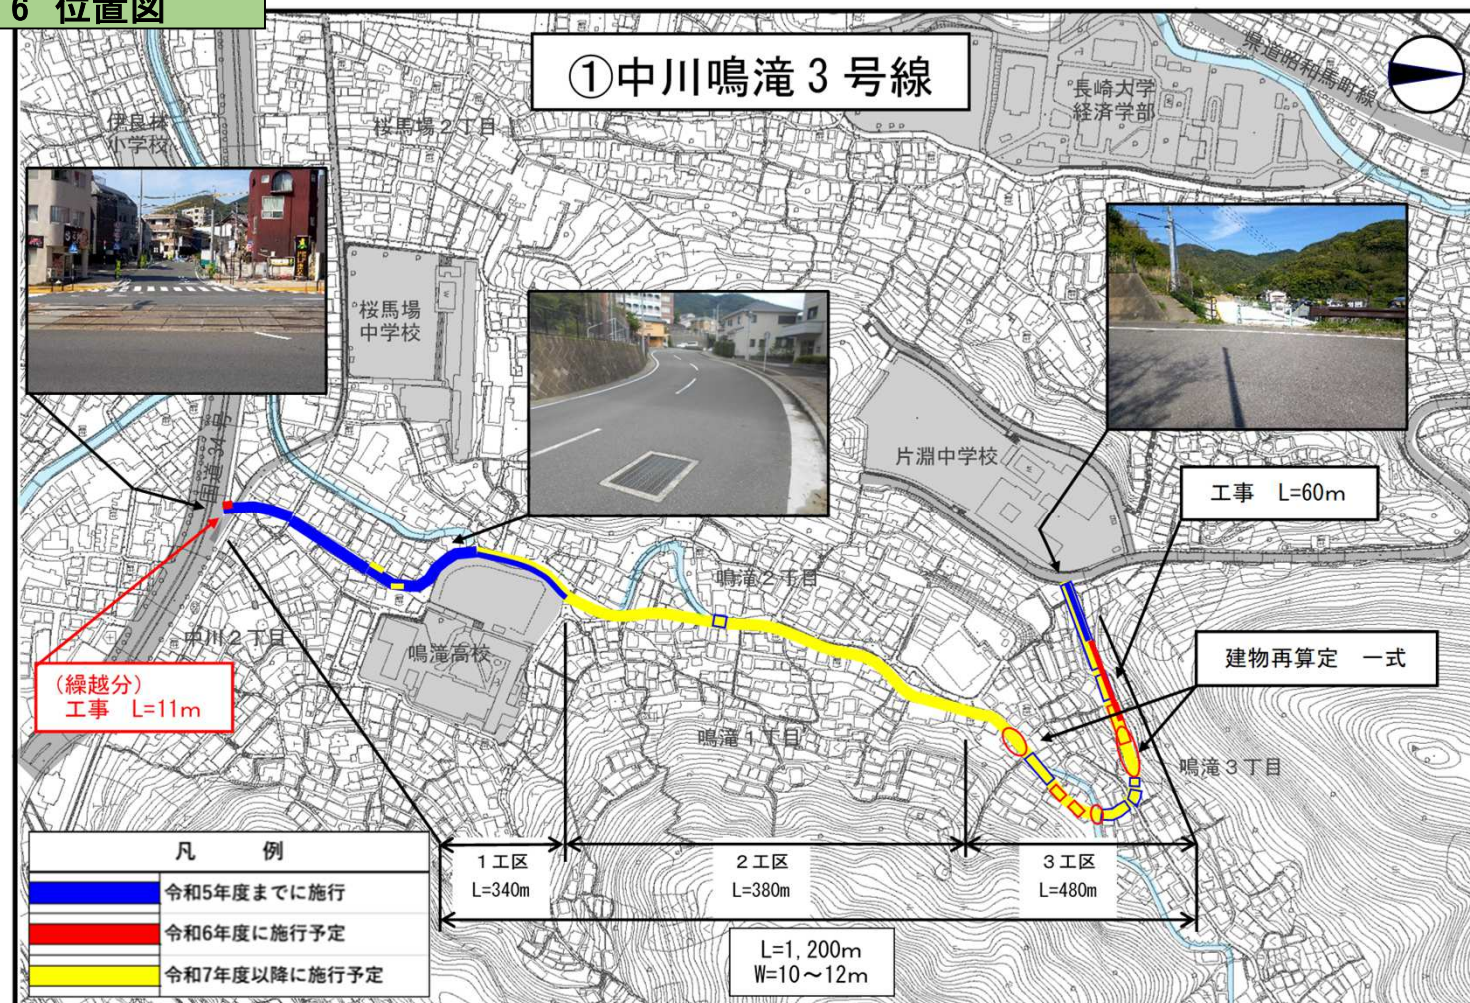 6 位置図
①中川鳴滝3号線
県道昭和馬町線
長崎大学
経済学部
伊良林
小学校
桜馬場2丁目
桜馬場
中学校
国道34号
片淵中学校
工事 L=60m
鳴滝2丁目
中川2丁目
鳴滝高校
建物再算定 一式
(繰越分)
工事 L=11m
鳴滝1丁目
鳴滝3丁目
1工区
L=340m
2工区
L=380m
3工区
L=480m
L=1,200m
W=10～12m
凡 例
令和5年度までに施行
令和6年度に施行予定
令和7年度以降に施行予定